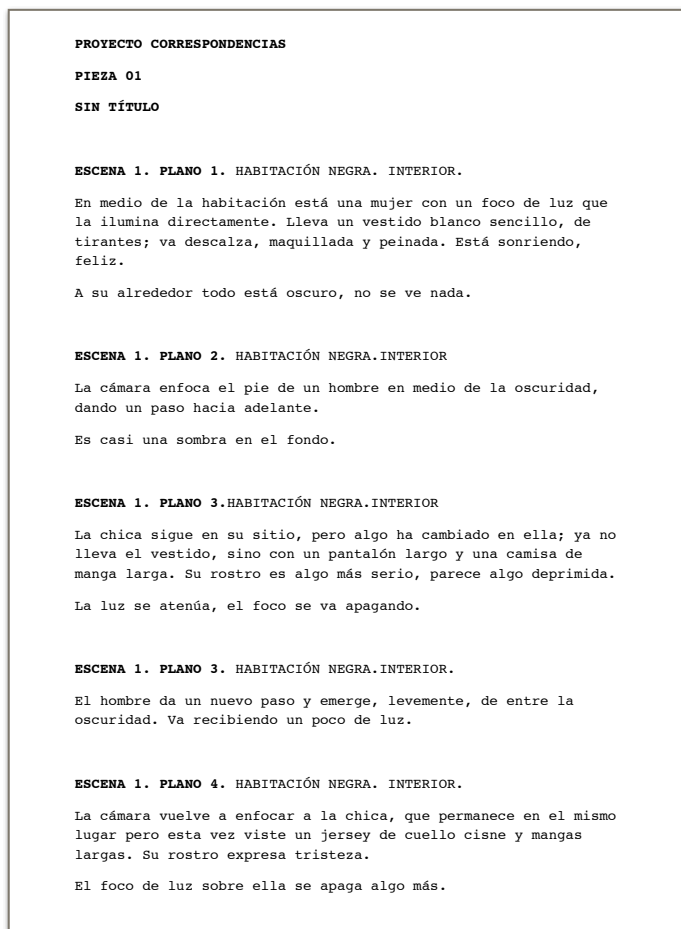 PROYECTO CORRESPONDENCIAS
PIEZA 01
SIN TÍTULO
ESCENA 1. PLANO 1. HABITACIÓN NEGRA. INTERIOR.
En medio de la habitación está una mujer con un foco de luz que
la ilumina directamente. Lleva un vestido blanco sencillo, de
tirantes; va descalza, maquillada y peinada. Está sonriendo,
feliz.
A su alrededor todo está oscuro, no se ve nada.
ESCENA 1. PLANO 2. HABITACIÓN NEGRA.INTERIOR
La cámara enfoca el pie de un hombre en medio de la oscuridad,
dando un paso hacia adelante.
Es casi una sombra en el fondo.
ESCENA 1. PLANO 3.HABITACIÓN NEGRA.INTERIOR
La chica sigue en su sitio, pero algo ha cambiado en ella; ya no
lleva el vestido, sino con un pantalón largo y una camisa de
manga larga. Su rostro es algo más serio, parece algo deprimida.
La luz se atenúa, el foco se va apagando.
ESCENA 1. PLANO 3. HABITACIÓN NEGRA.INTERIOR.
El hombre da un nuevo paso y emerge, levemente, de entre la
oscuridad. Va recibiendo un poco de luz.
ESCENA 1. PLANO 4. HABITACIÓN NEGRA. INTERIOR.
La cámara vuelve a enfocar a la chica, que permanece en el mismo
lugar pero esta vez viste un jersey de cuello cisne y mangas
largas. Su rostro expresa tristeza.
El foco de luz sobre ella se apaga algo más.